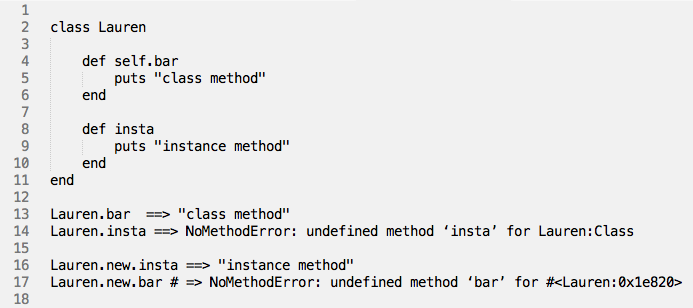 1
2 class Lauren
3
4 def self.bar
5 puts "class method"
6 end
7
8 def insta
9 puts "instance method"
10 end
11 end
12
13 Lauren.bar ==> "class method"
14 Lauren.insta ==> NoMethodError: undefined method ‘insta’ for Lauren:Class
15
16 Lauren.new.insta ==> "instance method"
17 Lauren.new.bar # => NoMethodError: undefined method ‘bar’ for #<Lauren:0x1e820>
18